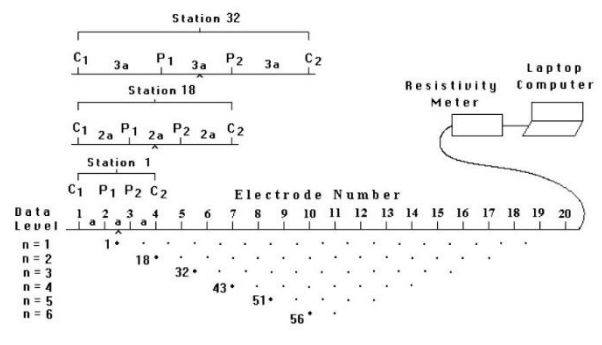 Station 32
C1 3a P1 3a P2 3a C2
Laptop
Computer
Resistivity
Meter
Station 18
C1 2a P1 2a P2 2a C2
Station 1
C1 P1 P2 C2
Electrode Number
Data
Level
1 2 3 4 5 6 7 8 9 10 11 12 13 14 15 16 17 18 19 20
a a a
n = 1 1
n = 2 18
n = 3 32
n = 4 43
n = 5 51
n = 6 56